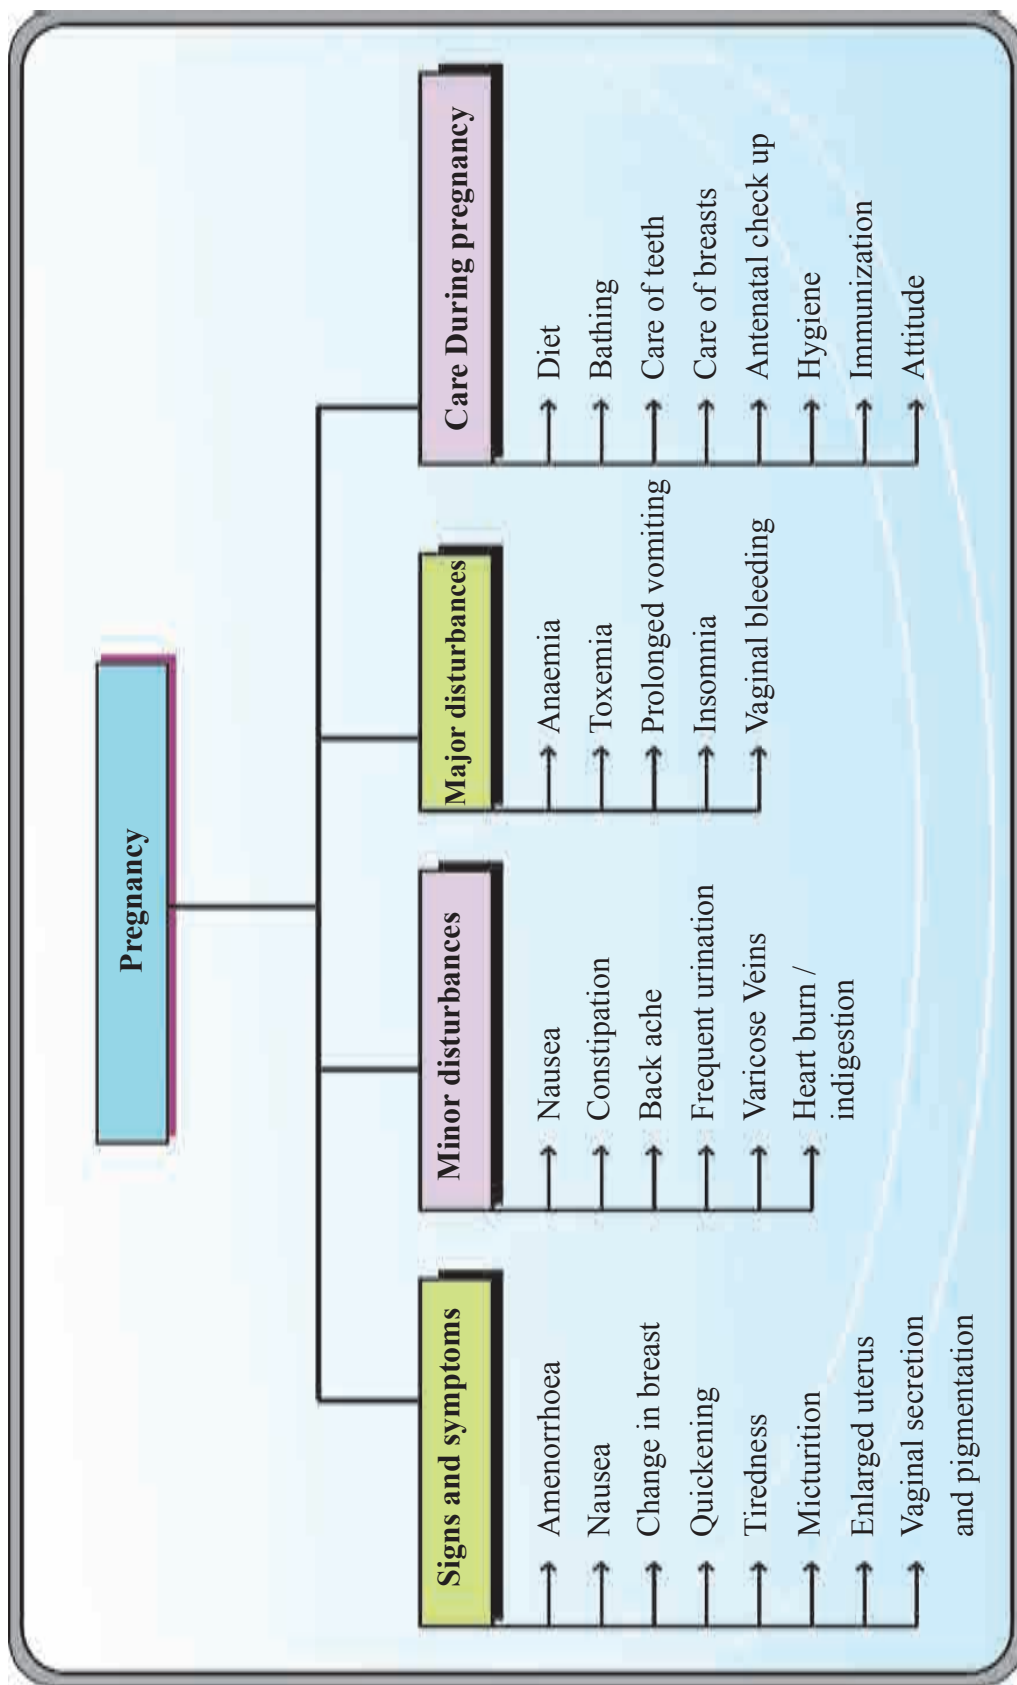 Pregnancy
Signs and symptoms
Amenorrhoea
Nausea
Change in breast
Quickening
Tiredness
Micturition
Enlarged uterus
Vaginal secretion
and pigmentation
Minor disturbances
Nausea
Constipation
Back ache
Frequent urination
Varicose Veins
Heart burn /
indigestion
Major disturbances
Anaemia
Toxemia
Prolonged vomiting
Insomnia
Vaginal bleeding
Care During pregnancy
Diet
Bathing
Care of teeth
Care of breasts
Antenatal check up
Hygiene
Immunization
Attitude